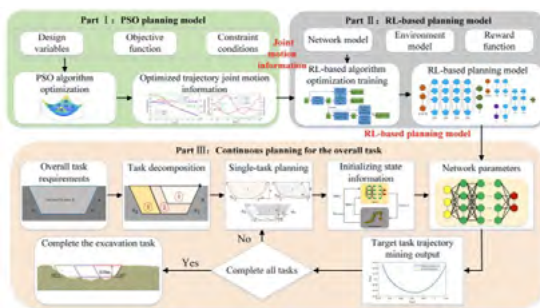 Part Ⅰ: PSO planning model
Design
variables
Objective
function
Constraint
conditions
PSO algorithm
optimization
Optimized trajectory joint motion
information
Joint
motion
information
Part Ⅱ: RL-based planning model
Network model
Environment
model
Reward
function
RL-based algorithm
optimization training
RL-based planning model
RL-based planning model
Part Ⅲ: Continuous planning for the overall task
Overall task
requirements
Task decomposition
Single-task planning
Initializing state
information
Network parameters
No
Complete the excavation task
Yes
Complete all tasks
Target task trajectory
mining output